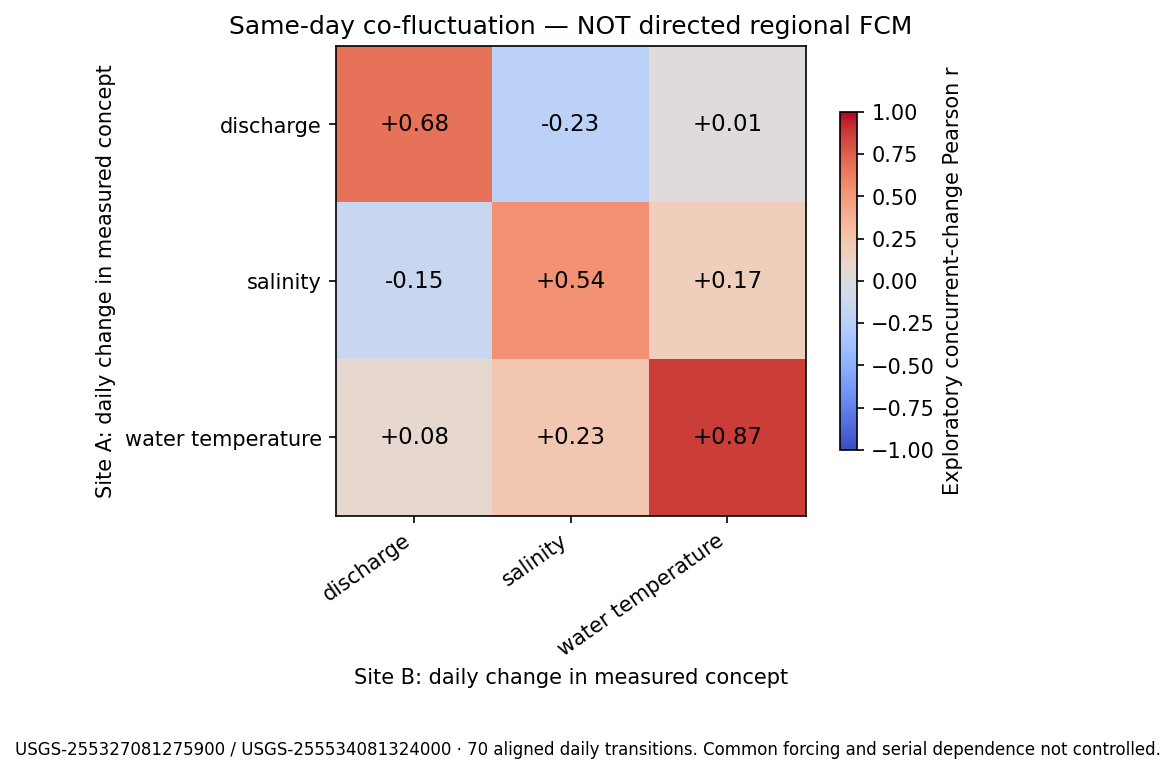 Same-day co-fluctuation — NOT directed regional FCM
Site A: daily change in measured concept
discharge
+0.68
-0.23
+0.01
salinity
-0.15
+0.54
+0.17
water temperature
+0.08
+0.23
+0.87
discharge
salinity
water temperature
Site B: daily change in measured concept
1.00
0.75
0.50
0.25
0.00
−0.25
−0.50
−0.75
−1.00
Exploratory concurrent-change Pearson r
USGS-255327081275900 / USGS-255534081324000 · 70 aligned daily transitions. Common forcing and serial dependence not controlled.